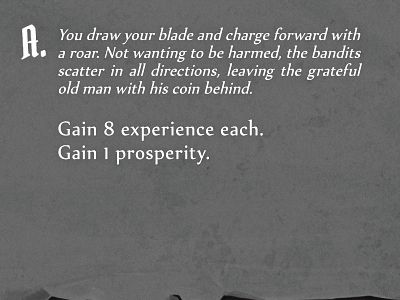 A. You draw your blade and charge forward with
a roar. Not wanting to be harmed, the bandits
scatter in all directions, leaving the grateful
old man with his coin behind.
Gain 8 experience each.
Gain 1 prosperity.